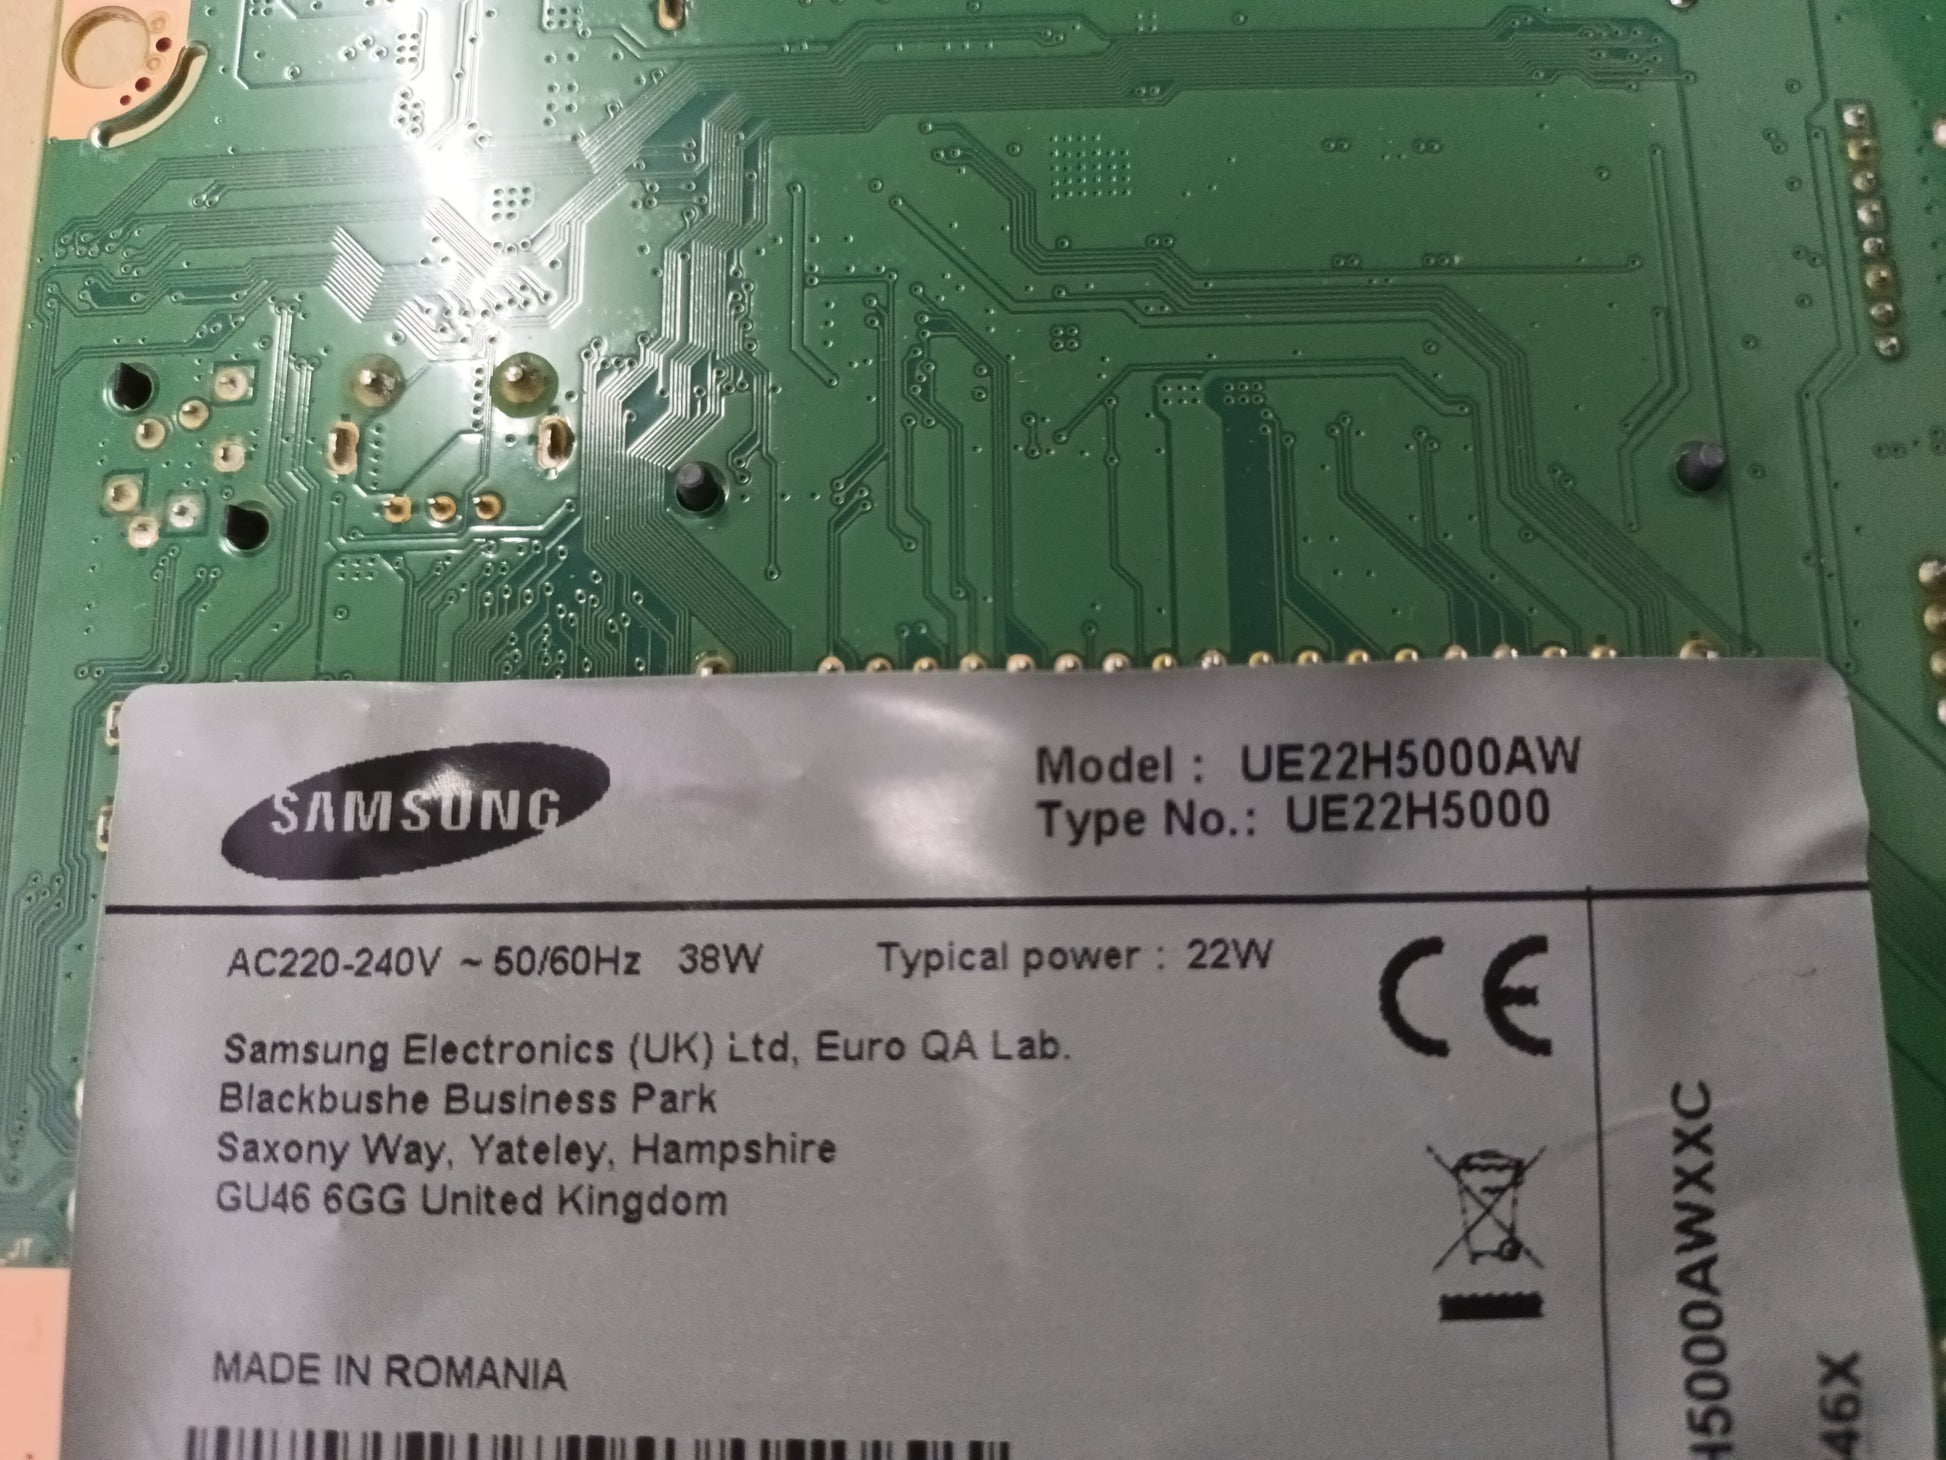 SAMSUNG
Model : UE22H5000AW
Type No.: UE22H5000
AC220-240V ~ 50/60Hz 38W Typical power : 22W
Samsung Electronics (UK) Ltd, Euro QA Lab.
Blackbushe Business Park
Saxony Way, Yateley, Hampshire
GU46 6GG United Kingdom
MADE IN ROMANIA
CE
H5000AWXXC
46X